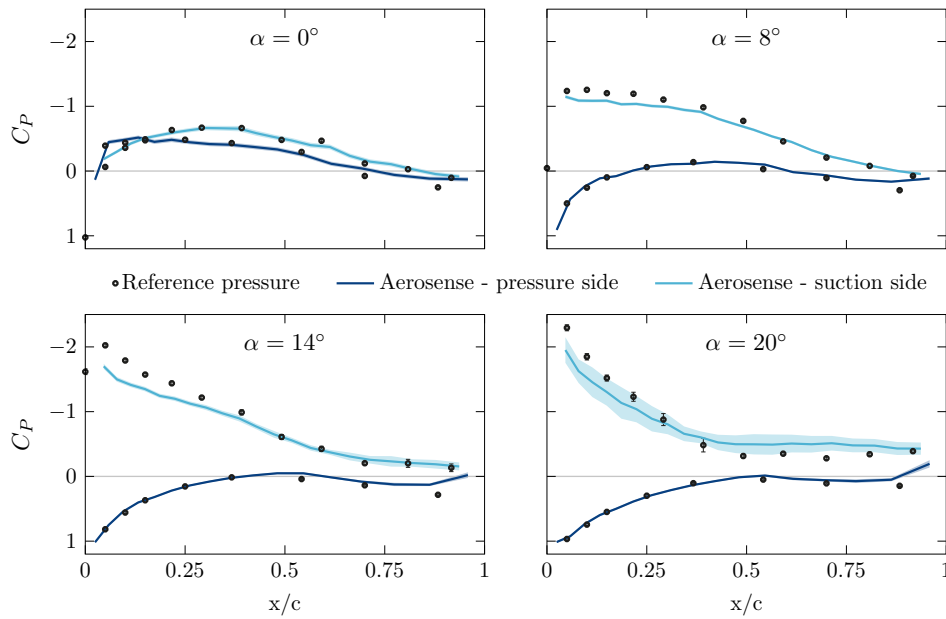 α = 0°
α = 8°
−2
−1
0
1
C_P
Reference pressure
Aerosense - pressure side
Aerosense - suction side
α = 14°
α = 20°
−2
−1
0
1
C_P
0 0.25 0.5 0.75 1
0 0.25 0.5 0.75 1
x/c
x/c